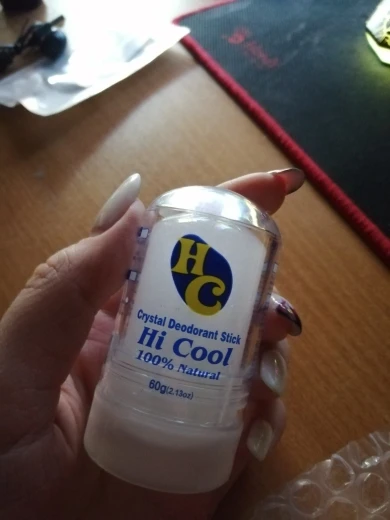 HC
Crystal Deodorant Stick
Hi Cool
100% Natural
60g(2.13oz)